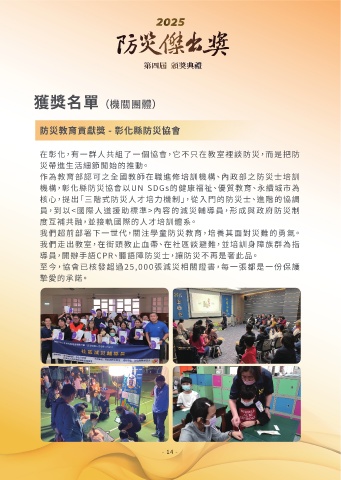 2025
防災傑出獎
第四屆 頒獎典禮
獲獎名單（機關團體）
防災教育貢獻獎 - 彰化縣防災協會
在彰化，有一群人共組了一個協會，它不只在教室裡談防災，而是把防
災帶進生活細節開始的推動。
作為教育部認可之全國教師在職進修培訓機構、內政部之防災士培訓
機構，彰化縣防災協會以UN SDGs的健康福祉、優質教育、永續城市為
核心，提出「三階式防災人才培力機制」，從入門的防災士、進階的協調
員，到以<國際人道援助標準>內容的減災輔導員，形成與政府防災制
度互補共融，並接軌國際的人才培訓體系。
我們超前部署下一世代，關注學童防災教育，培養其面對災難的勇氣。
我們走出教室，在街頭教止血帶、在社區談避難，並培訓身障族群為指
導員，開辦手語CPR、聽語障防災士，讓防災不再是奢此品。
至今，協會已核發超過25,000張減災相關證書，每一張都是一份保護
摯愛的承諾。
- 14 -